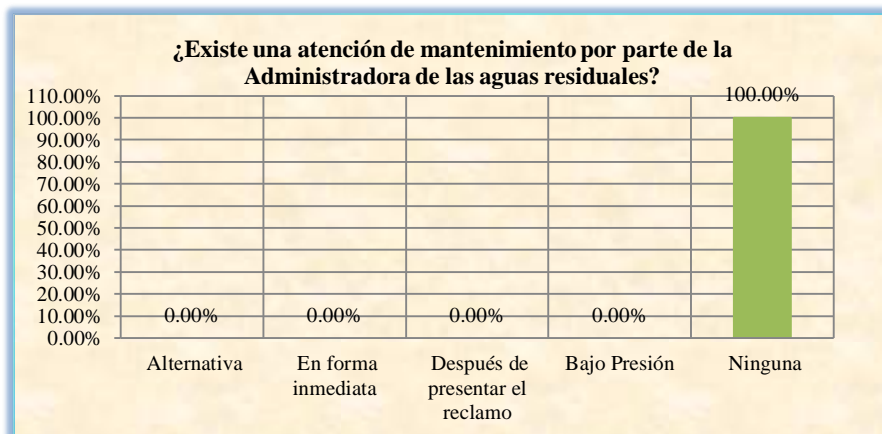 ¿Existe una atención de mantenimiento por parte de la
Administradora de las aguas residuales?
110.00%
100.00%
90.00%
80.00%
70.00%
60.00%
50.00%
40.00%
30.00%
20.00%
10.00%
0.00%
0.00%
0.00%
0.00%
0.00%
100.00%
Alternativa
En forma
inmediata
Después de
presentar el
reclamo
Bajo Presión
Ninguna